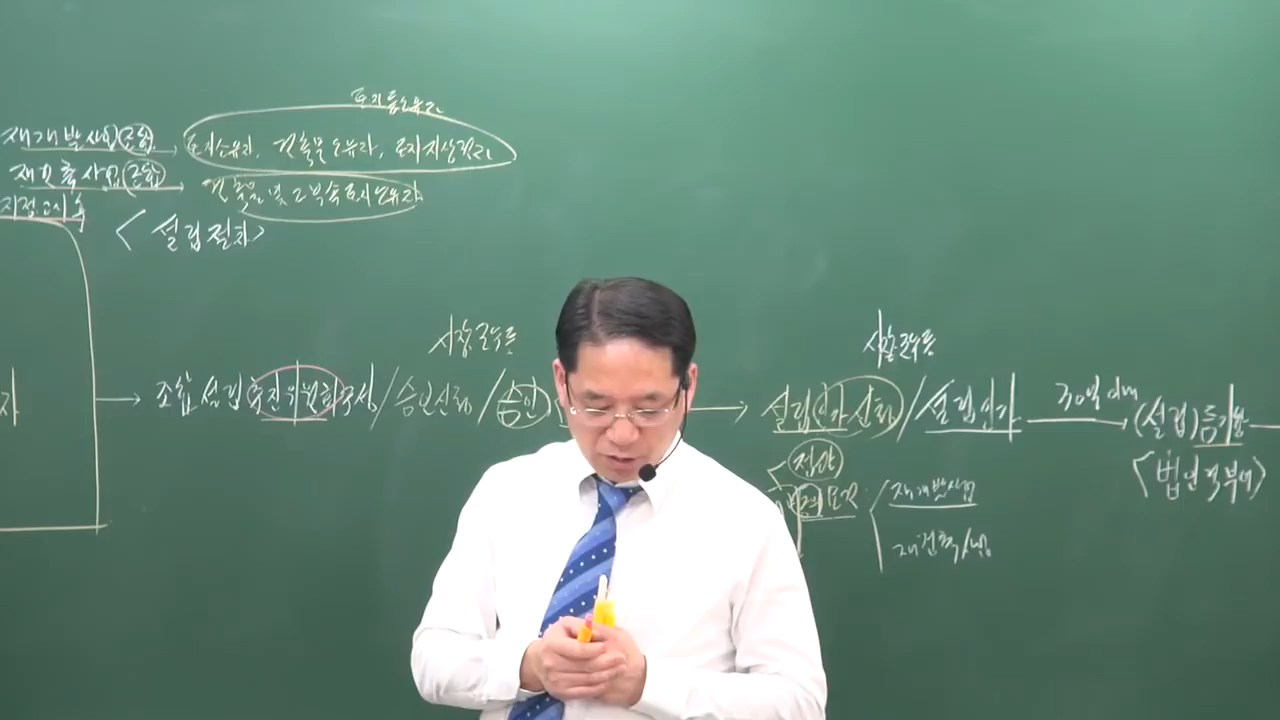 토지등소유자
재개발사업(조합) → 토지소유자, 건축물소유자, 토지지상권자
재건축사업(조합) → 건축물 및 그 부속토지소유자
지정고시 후
<설립절차>
시장·군수등
시장·군수등
자 → 조합설립추진위원회구성/승인신청/승인 → 설립인가신청/설립인가 30일 이내 → (설립)등기
<법인격부여>
정관
재개발사업
재건축사업